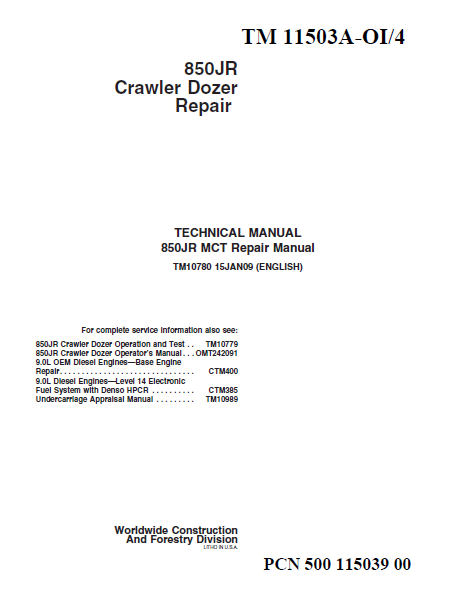 TM 11503A-OI/4
850JR
Crawler Dozer
Repair
TECHNICAL MANUAL
850JR MCT Repair Manual
TM10780 15JAN09 (ENGLISH)
For complete service information also see:
850JR Crawler Dozer Operation and Test . . TM10779
850JR Crawler Dozer Operator's Manual . . . OMT242091
9.0L OEM Diesel Engines—Base Engine
Repair. . . . . . . . . . . . . . . . . . . . . . . . . . . . . . . CTM400
9.0L Diesel Engines—Level 14 Electronic
Fuel System with Denso HPCR . . . . . . . . . . CTM385
Undercarriage Appraisal Manual . . . . . . . . . TM10989
Worldwide Construction
And Forestry Division
LITHO IN U.S.A.
PCN 500 115039 00